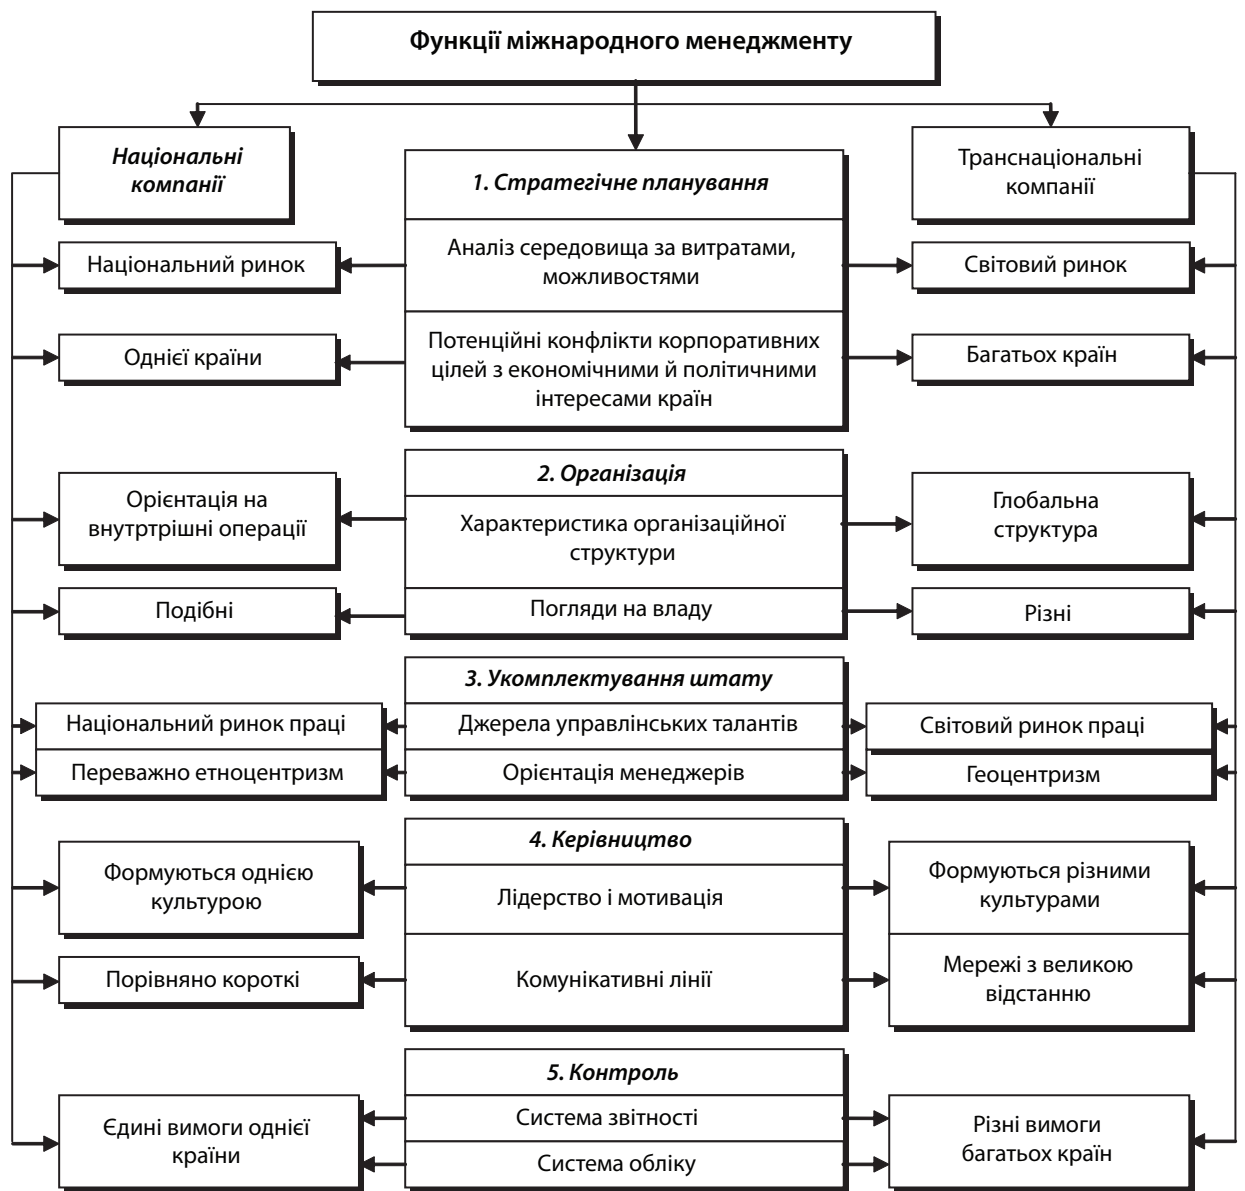 Функції міжнародного менеджменту
Національні
компанії
1. Стратегічне планування
Транснаціональні
компанії
Національний ринок
Аналіз середовища за витратами,
можливостями
Світовий ринок
Однієї країни
Потенційні конфлікти корпоративних
цілей з економічними й політичними
інтересами країн
Багатьох країн
2. Організація
Орієнтація на
внутртрішні операції
Характеристика організаційної
структури
Глобальна
структура
Подібні
Погляди на владу
Різні
3. Укомплектування штату
Національний ринок праці
Джерела управлінських талантів
Світовий ринок праці
Переважно етноцентризм
Орієнтація менеджерів
Геоцентризм
4. Керівництво
Формуються однією
культурою
Лідерство і мотивація
Формуються різними
культурами
Порівняно короткі
Комунікативні лінії
Мережі з великою
відстанню
5. Контроль
Єдині вимоги однієї
країни
Система звітності
Система обліку
Різні вимоги
багатьох країн